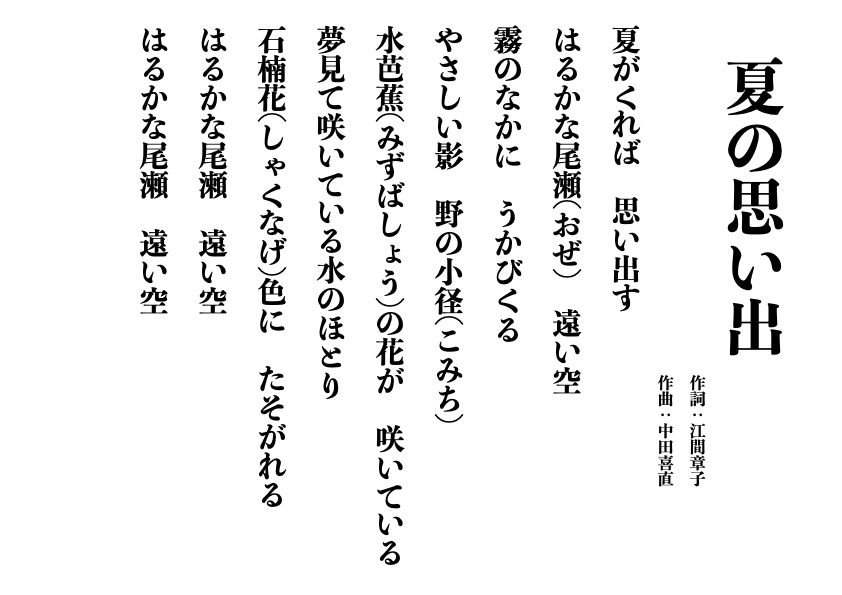 夏の思い出
作詞：江間章子
作曲：中田喜直
夏がくれば　思い出す
はるかな尾瀬（おぜ）　遠い空
霧のなかに　うかびくる
やさしい影　野の小径（こみち）
水芭蕉（みずばしょう）の花が　咲いている
夢見て咲いている水のほとり
石楠花（しゃくなげ）色に　たそがれる
はるかな尾瀬　遠い空
はるかな尾瀬　遠い空